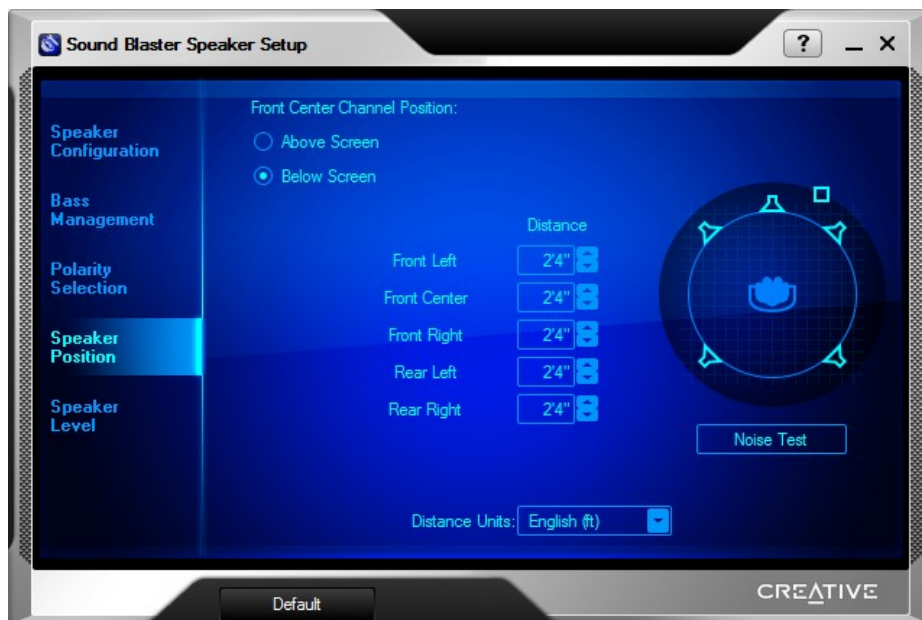 Sound Blaster Speaker Setup
?
Front Center Channel Position:
Above Screen
Below Screen
Speaker
Configuration
Bass
Management
Polarity
Selection
Speaker
Position
Speaker
Level
Distance
Front Left 2'4"
Front Center 2'4"
Front Right 2'4"
Rear Left 2'4"
Rear Right 2'4"
Noise Test
Distance Units: English (ft)
Default
CREATIVE